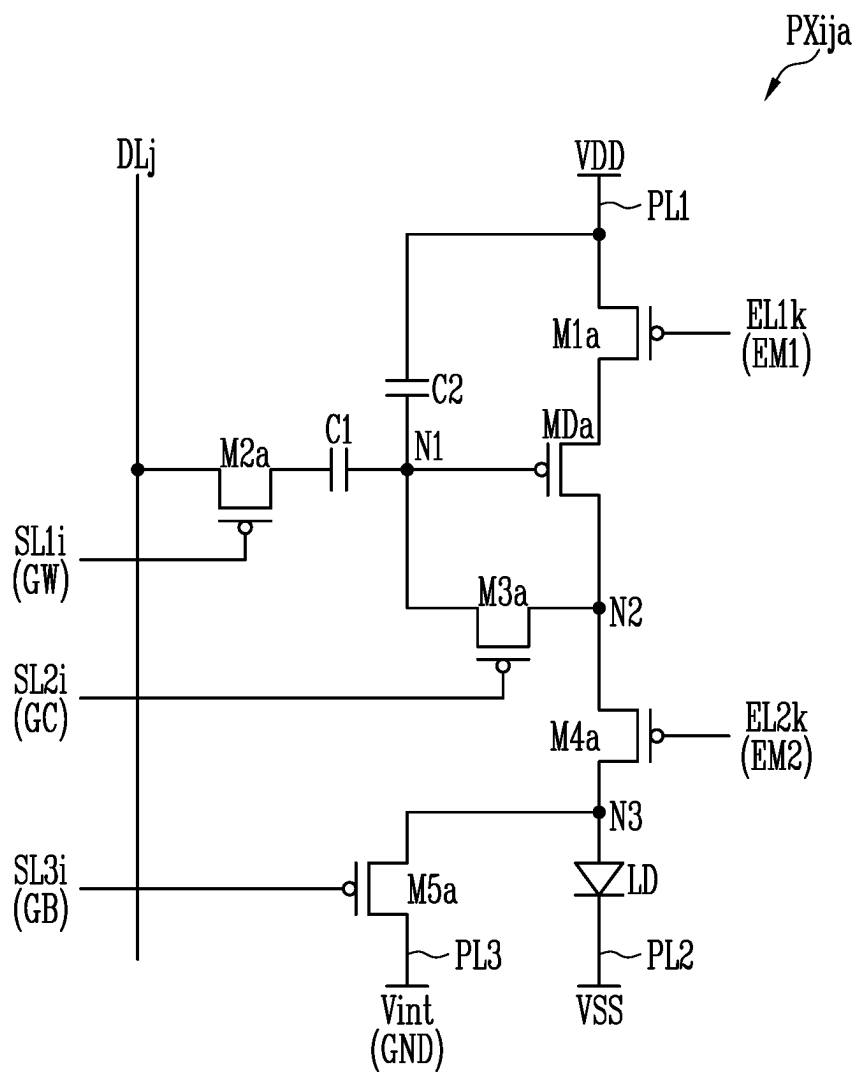 PXija
DLj
VDD
PL1
M1a
EL1k
(EM1)
C2
MDa
M2a
C1
N1
SL1i
(GW)
M3a
N2
SL2i
(GC)
M4a
EL2k
(EM2)
N3
SL3i
(GB)
M5a
LD
PL3
PL2
Vint
(GND)
VSS